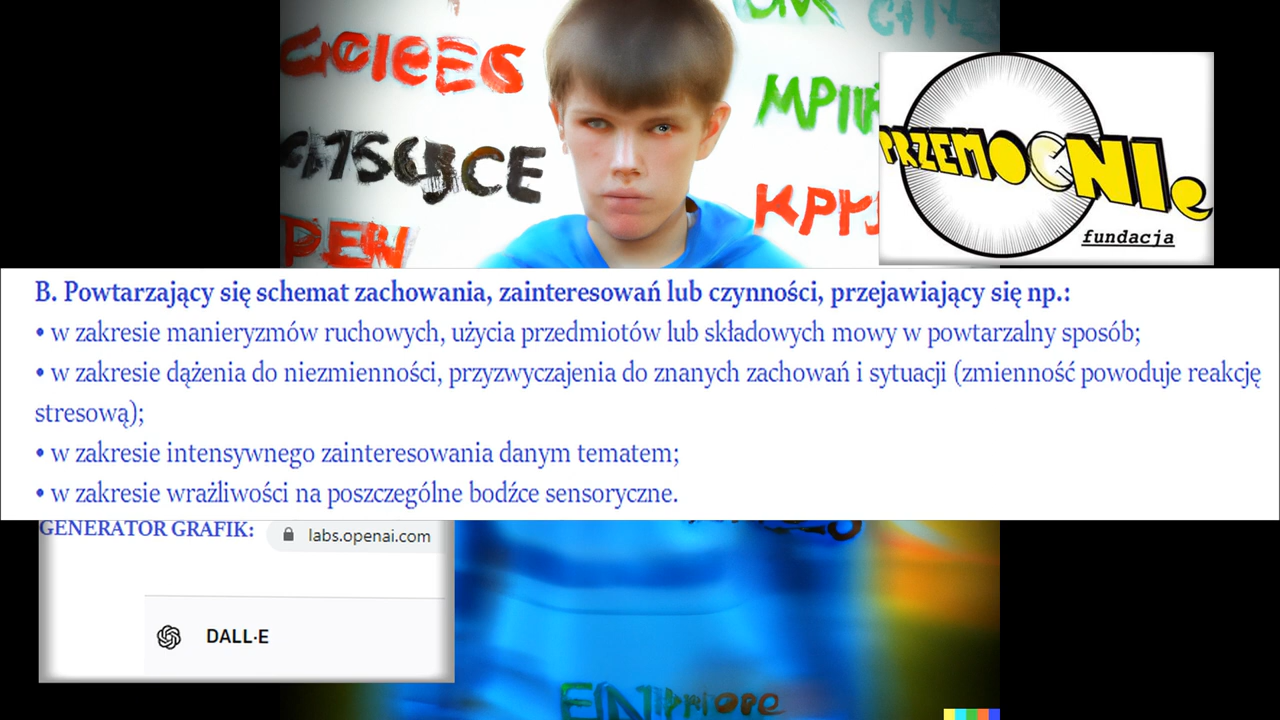 PRZEMOCNI.e
fundacja
B. Powtarzający się schemat zachowania, zainteresowań lub czynności, przejawiający się np.:
• w zakresie manieryzmów ruchowych, użycia przedmiotów lub składowych mowy w powtarzalny sposób;
• w zakresie dążenia do niezmienności, przyzwyczajenia do znanych zachowań i sytuacji (zmienność powoduje reakcję
stresową);
• w zakresie intensywnego zainteresowania danym tematem;
• w zakresie wrażliwości na poszczególne bodźce sensoryczne.
GENERATOR GRAFIK:
labs.openai.com
DALL·E